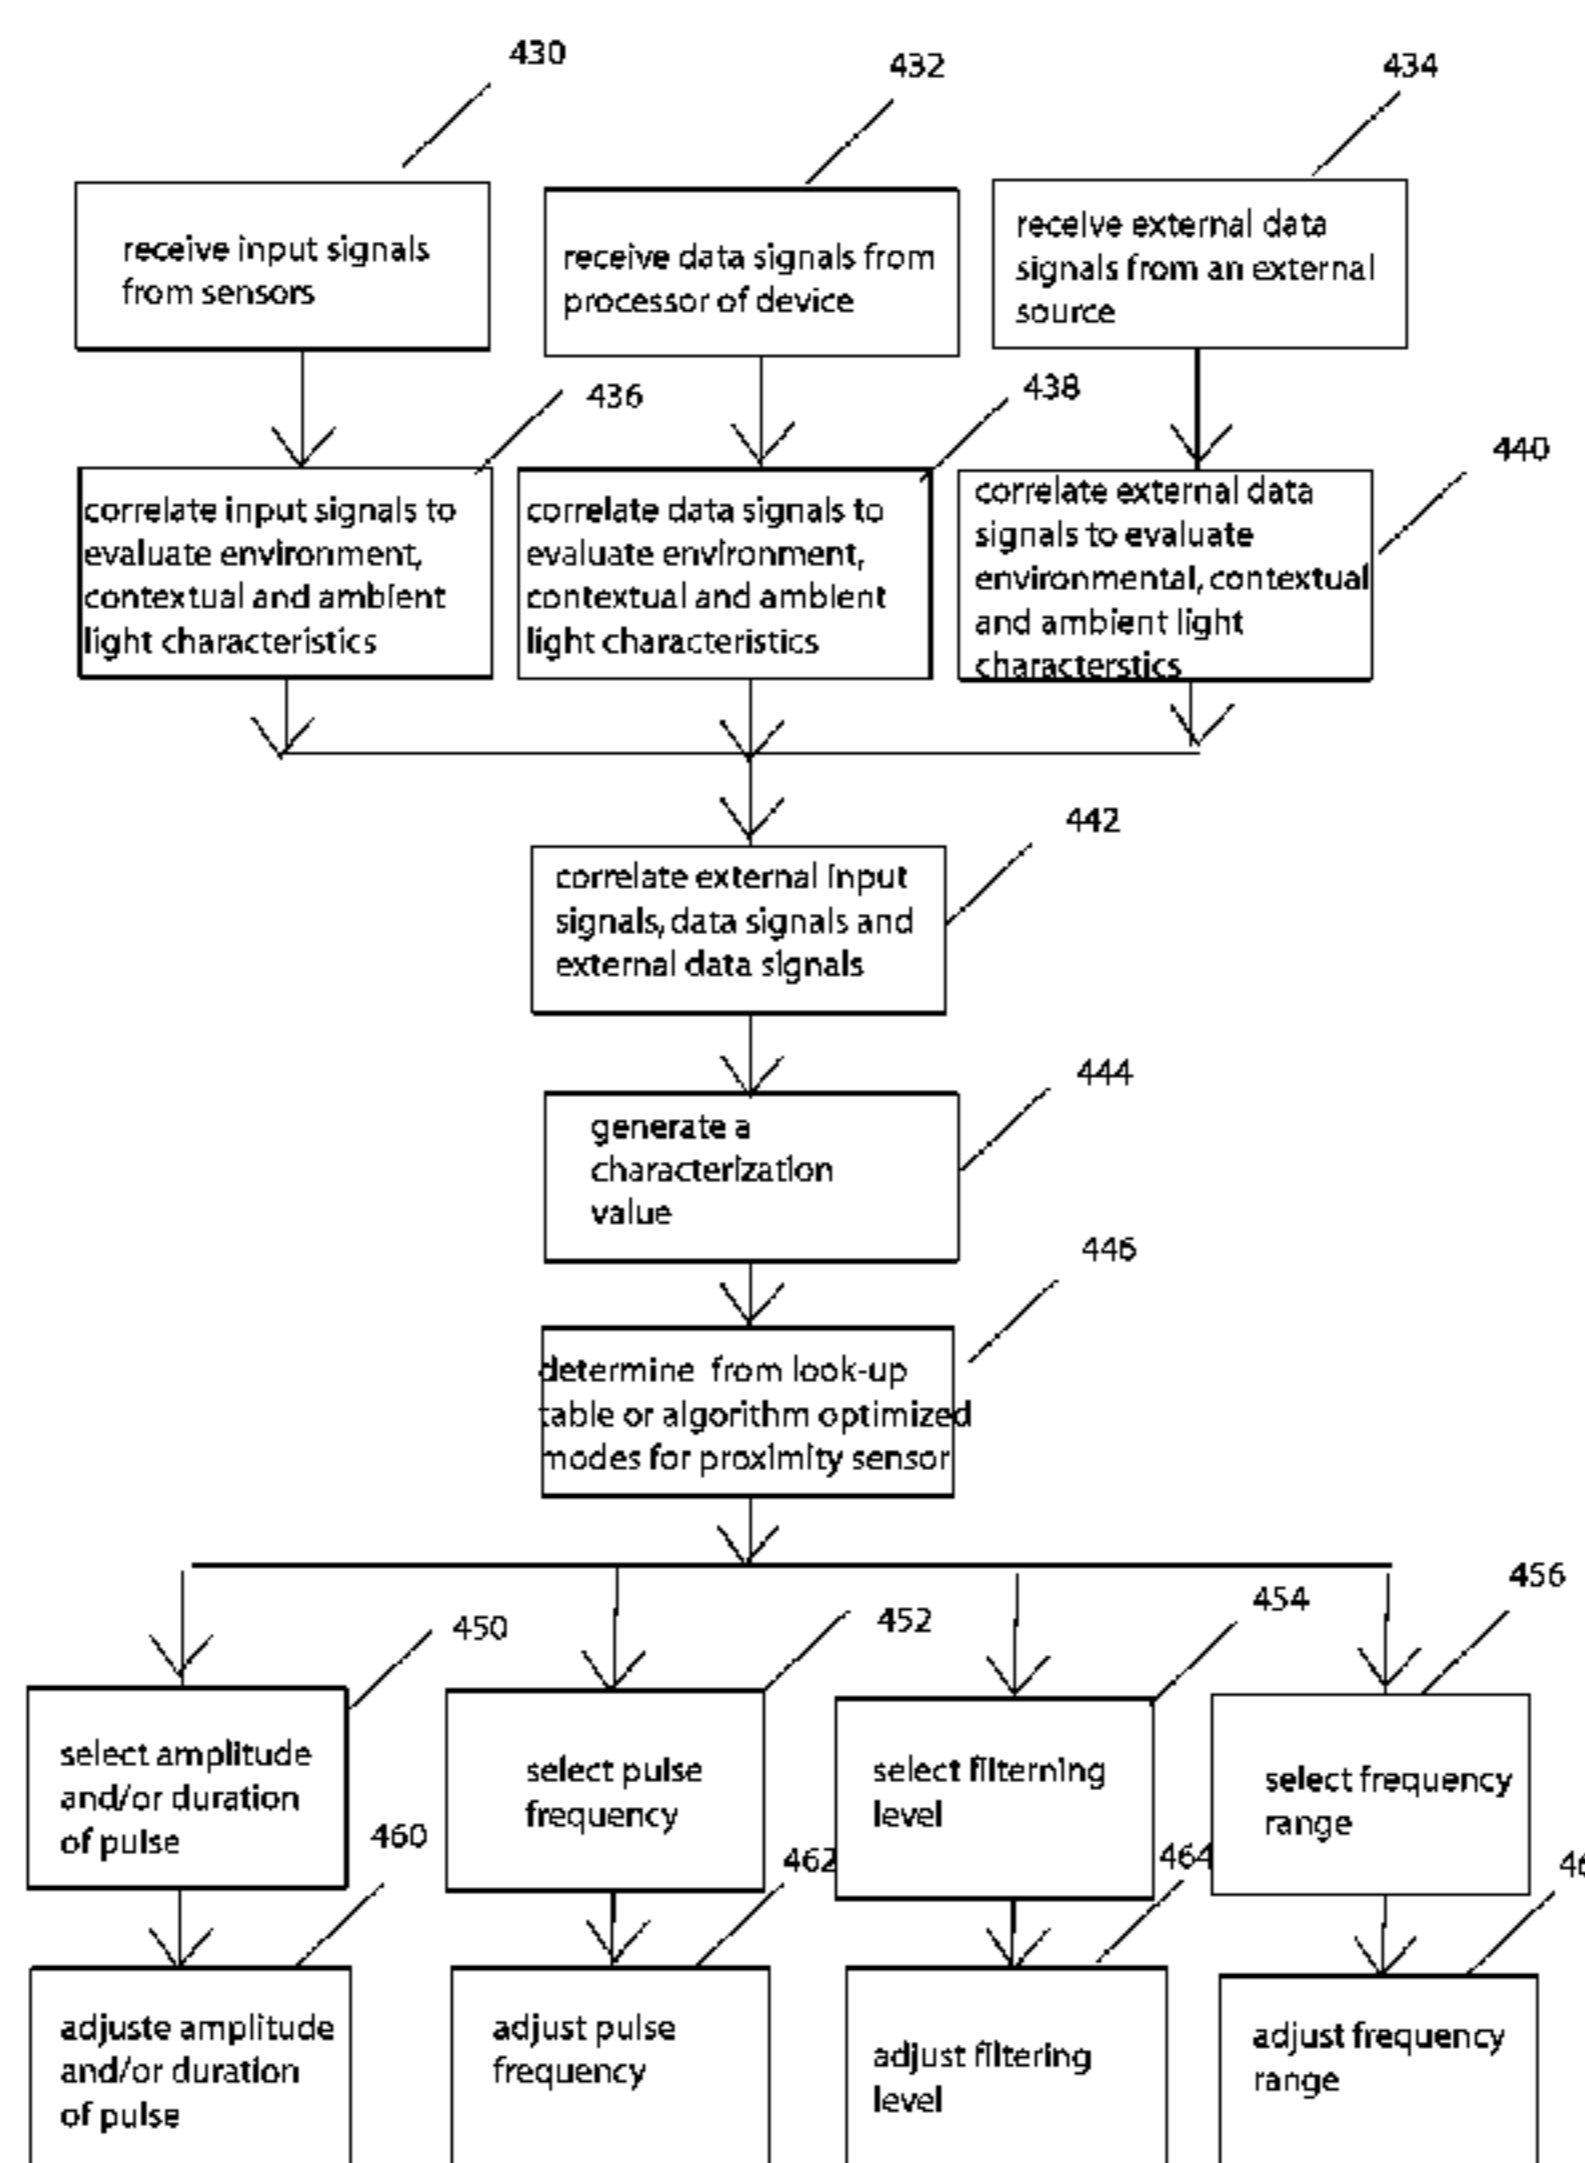 430
432
434
receive input signals
from sensors
receive data signals from
processor of device
receive external data
signals from an external
source
436
438
440
correlate input signals to
evaluate environment,
contextual and ambient
light characteristics
correlate data signals to
evaluate environment,
contextual and ambient
light characteristics
correlate external data
signals to evaluate
environmental, contextual
and ambient light
characterstics
442
correlate external input
signals, data signals and
external data signals
444
generate a
characterization
value
446
determine from look-up
table or algorithm optimized
modes for proximity sensor
450
452
454
456
select amplitude
and/or duration
of pulse
select pulse
frequency
select filterning
level
select frequency
range
460
462
464
adjuste amplitude
and/or duration
of pulse
adjust pulse
frequency
adjust filtering
level
adjust frequency
range